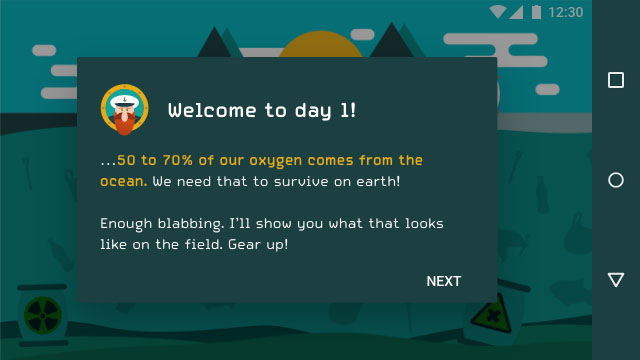 12:30
Welcome to day 1!
...50 to 70% of our oxygen comes from the
ocean. We need that to survive on earth!
Enough blabbing. I'll show you what that looks
like on the field. Gear up!
NEXT